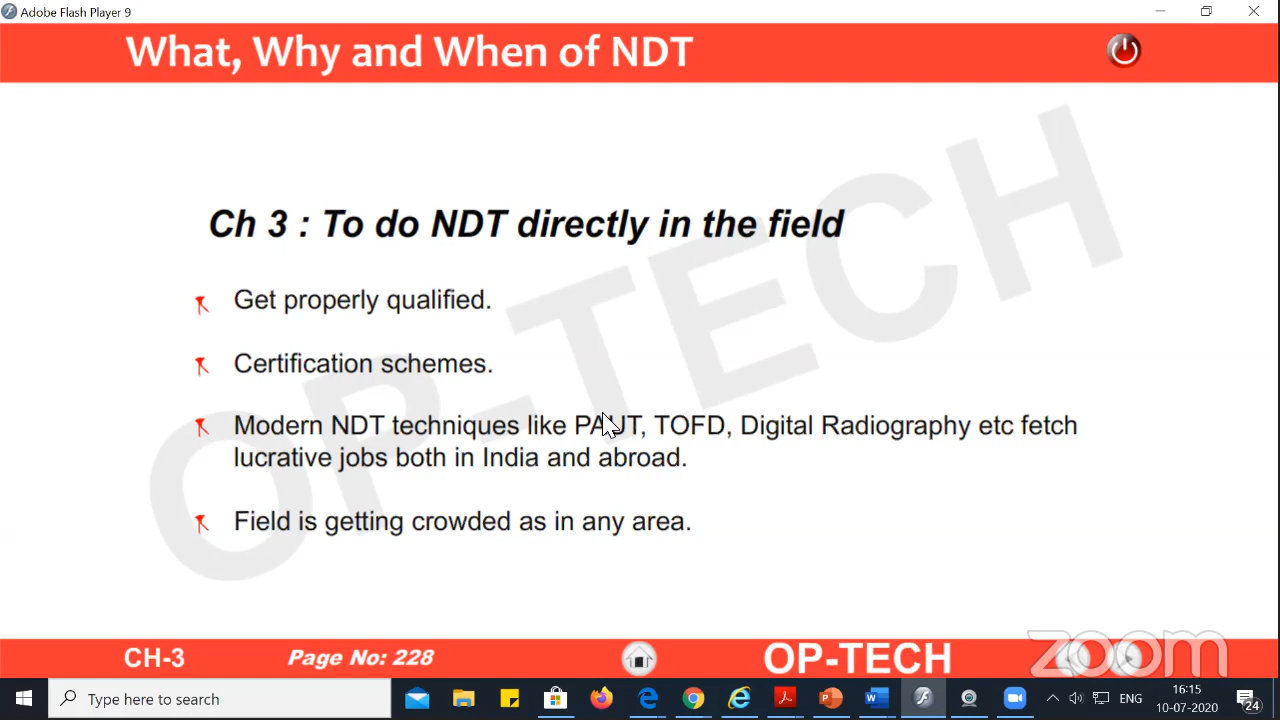 Adobe Flash Player 9
What, Why and When of NDT
OP-TECH
Ch 3 : To do NDT directly in the field
Get properly qualified.
Certification schemes.
Modern NDT techniques like PAUT, TOFD, Digital Radiography etc fetch
lucrative jobs both in India and abroad.
Field is getting crowded as in any area.
CH-3 Page No: 228 OP-TECH zoom
Type here to search ENG 16:15
10-07-2020 24